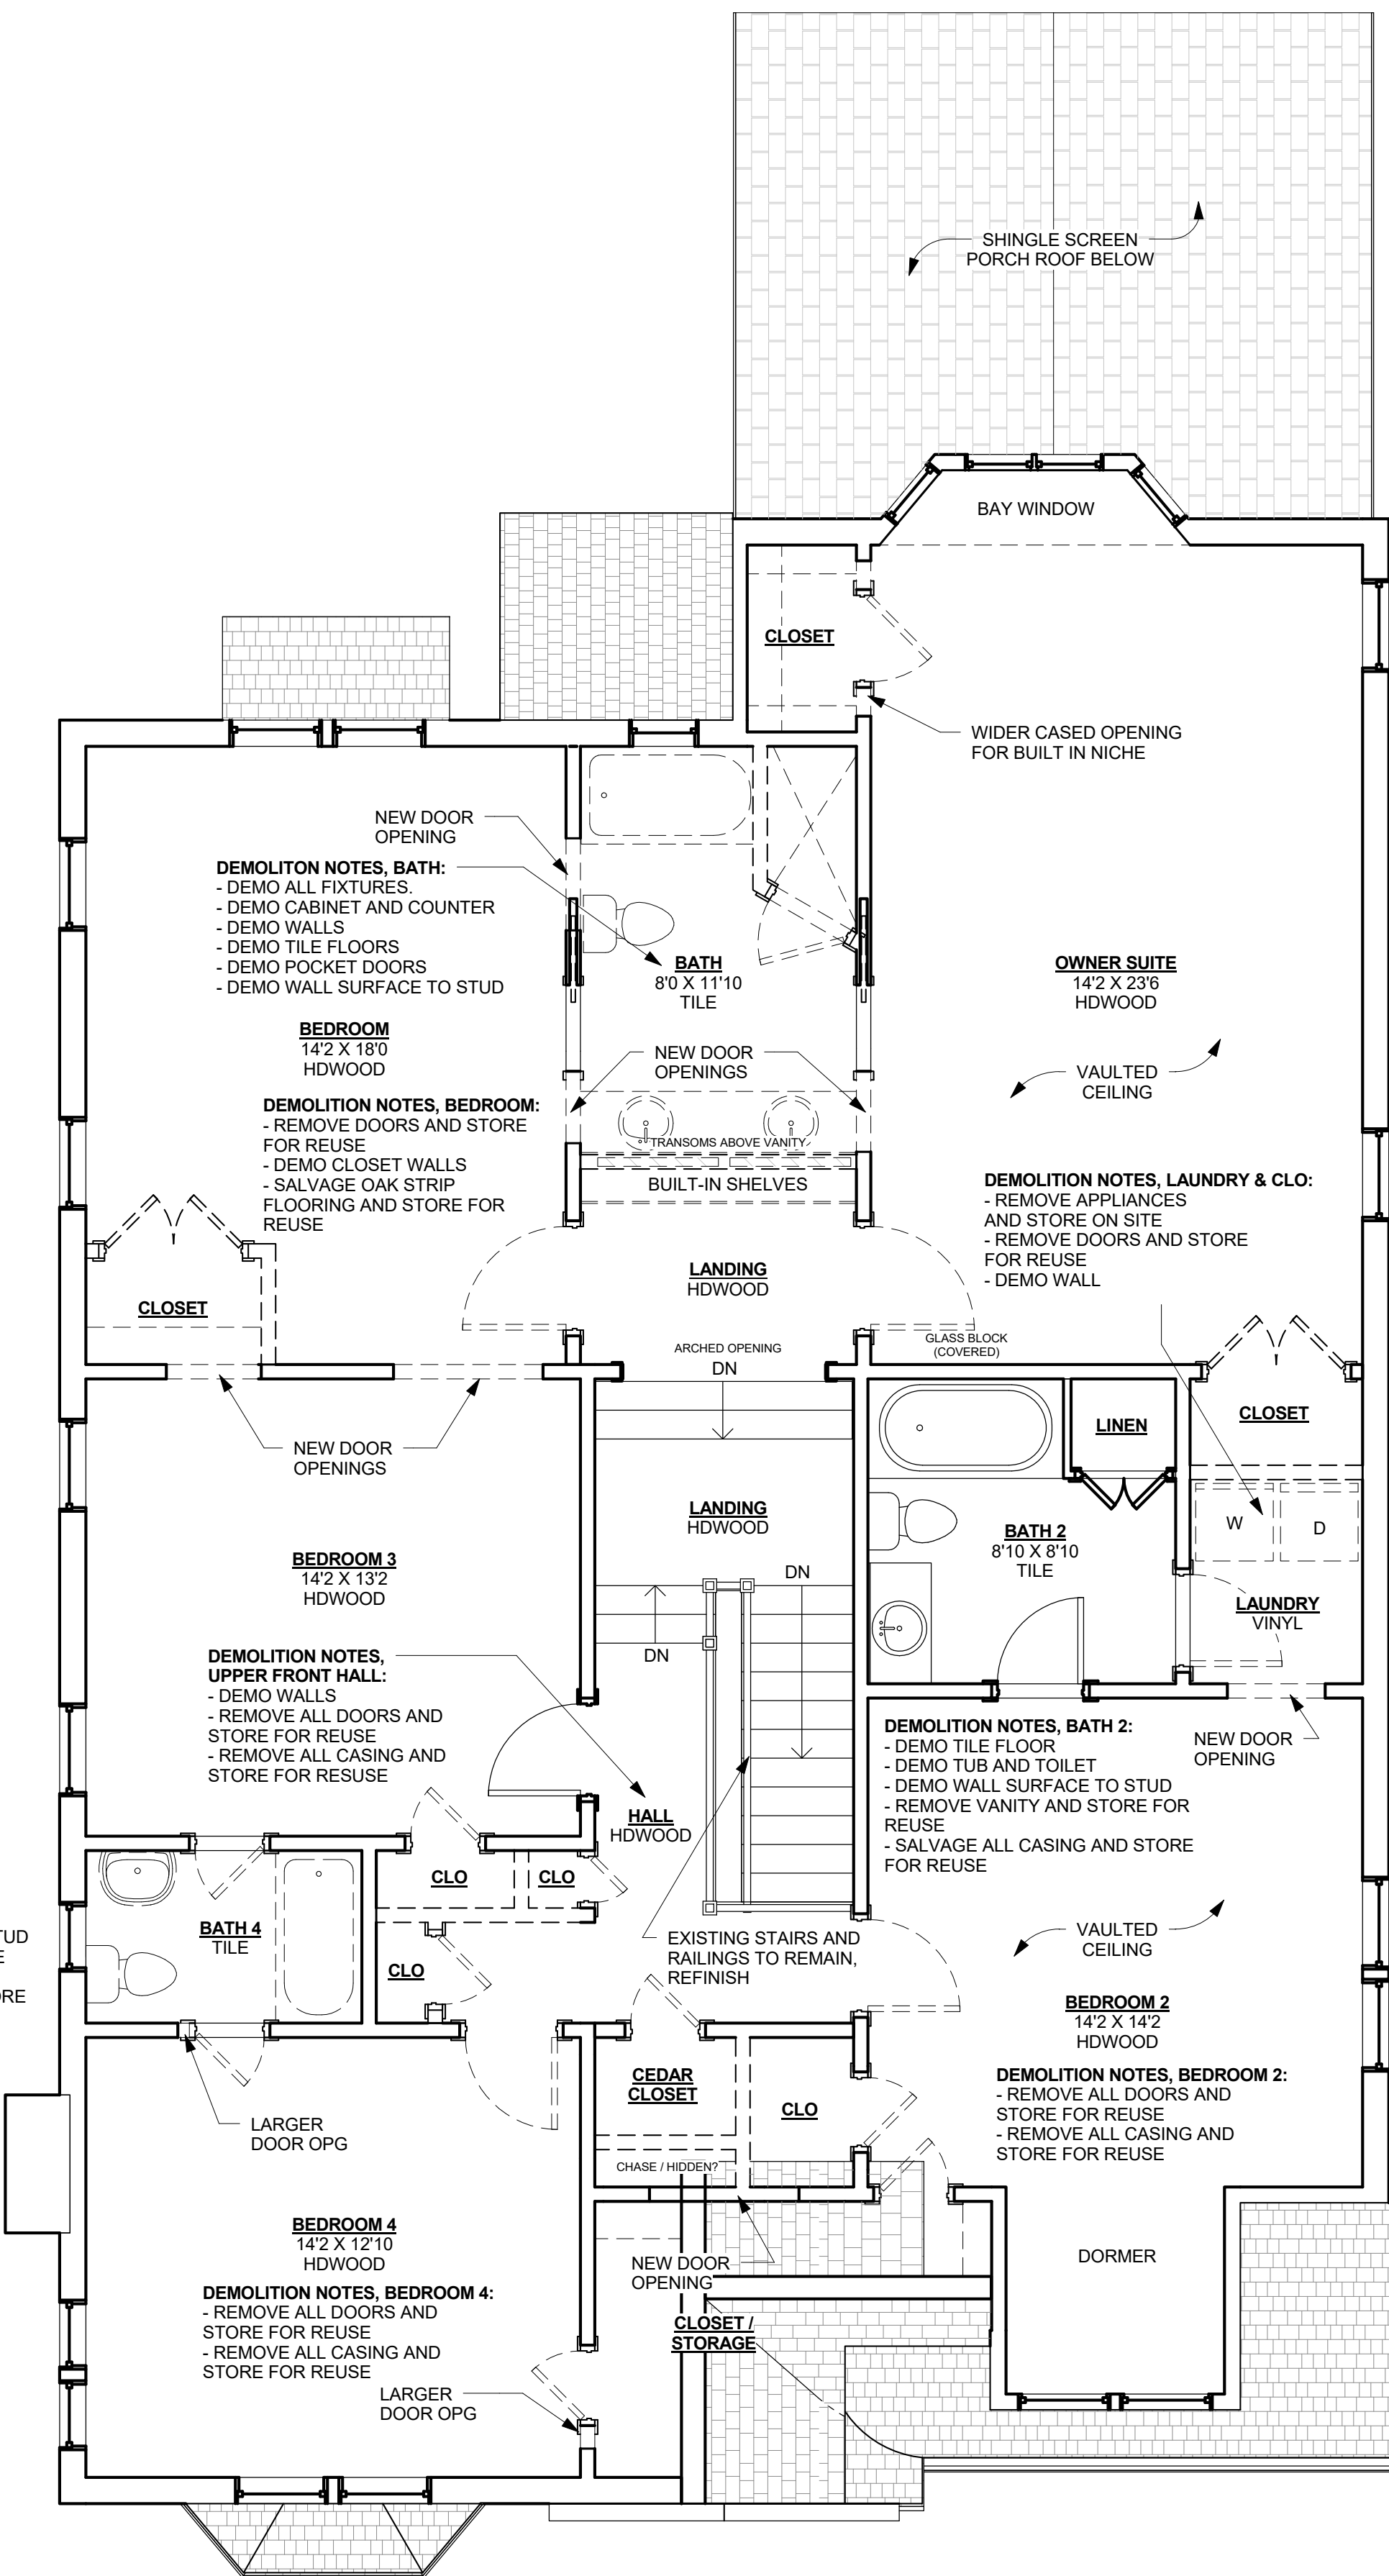 SHINGLE SCREEN
PORCH ROOF BELOW
BAY WINDOW
CLOSET
WIDER CASED OPENING
FOR BUILT IN NICHE
NEW DOOR
OPENING
DEMOLITON NOTES, BATH:
- DEMO ALL FIXTURES.
- DEMO CABINET AND COUNTER
- DEMO WALLS
- DEMO TILE FLOORS
- DEMO POCKET DOORS
- DEMO WALL SURFACE TO STUD
BATH
8'0 X 11'10
TILE
OWNER SUITE
14'2 X 23'6
HDWOOD
BEDROOM
14'2 X 18'0
HDWOOD
NEW DOOR
OPENINGS
VAULTED
CEILING
DEMOLITION NOTES, BEDROOM:
- REMOVE DOORS AND STORE
FOR REUSE
- DEMO CLOSET WALLS
- SALVAGE OAK STRIP
FLOORING AND STORE FOR
REUSE
TRANSOMS ABOVE VANITY
BUILT-IN SHELVES
DEMOLITION NOTES, LAUNDRY & CLO:
- REMOVE APPLIANCES
AND STORE ON SITE
- REMOVE DOORS AND STORE
FOR REUSE
- DEMO WALL
LANDING
HDWOOD
CLOSET
ARCHED OPENING
DN
GLASS BLOCK
(COVERED)
NEW DOOR
OPENINGS
LINEN
CLOSET
LANDING
HDWOOD
BATH 2
8'10 X 8'10
TILE
W
D
BEDROOM 3
14'2 X 13'2
HDWOOD
DN
DN
LAUNDRY
VINYL
DEMOLITION NOTES,
UPPER FRONT HALL:
- DEMO WALLS
- REMOVE ALL DOORS AND
STORE FOR REUSE
- REMOVE ALL CASING AND
STORE FOR RESUSE
DEMOLITION NOTES, BATH 2:
- DEMO TILE FLOOR
- DEMO TUB AND TOILET
- DEMO WALL SURFACE TO STUD
- REMOVE VANITY AND STORE FOR
REUSE
- SALVAGE ALL CASING AND STORE
FOR REUSE
NEW DOOR
OPENING
HALL
HDWOOD
CLO
CLO
BATH 4
TILE
CLO
TUD
E
ORE
EXISTING STAIRS AND
RAILINGS TO REMAIN,
REFINISH
VAULTED
CEILING
BEDROOM 2
14'2 X 14'2
HDWOOD
DEMOLITION NOTES, BEDROOM 2:
- REMOVE ALL DOORS AND
STORE FOR REUSE
- REMOVE ALL CASING AND
STORE FOR REUSE
CEDAR
CLOSET
CLO
LARGER
DOOR OPG
CHASE / HIDDEN?
BEDROOM 4
14'2 X 12'10
HDWOOD
DEMOLITION NOTES, BEDROOM 4:
- REMOVE ALL DOORS AND
STORE FOR REUSE
- REMOVE ALL CASING AND
STORE FOR REUSE
NEW DOOR
OPENING
DORMER
CLOSET /
STORAGE
LARGER
DOOR OPG